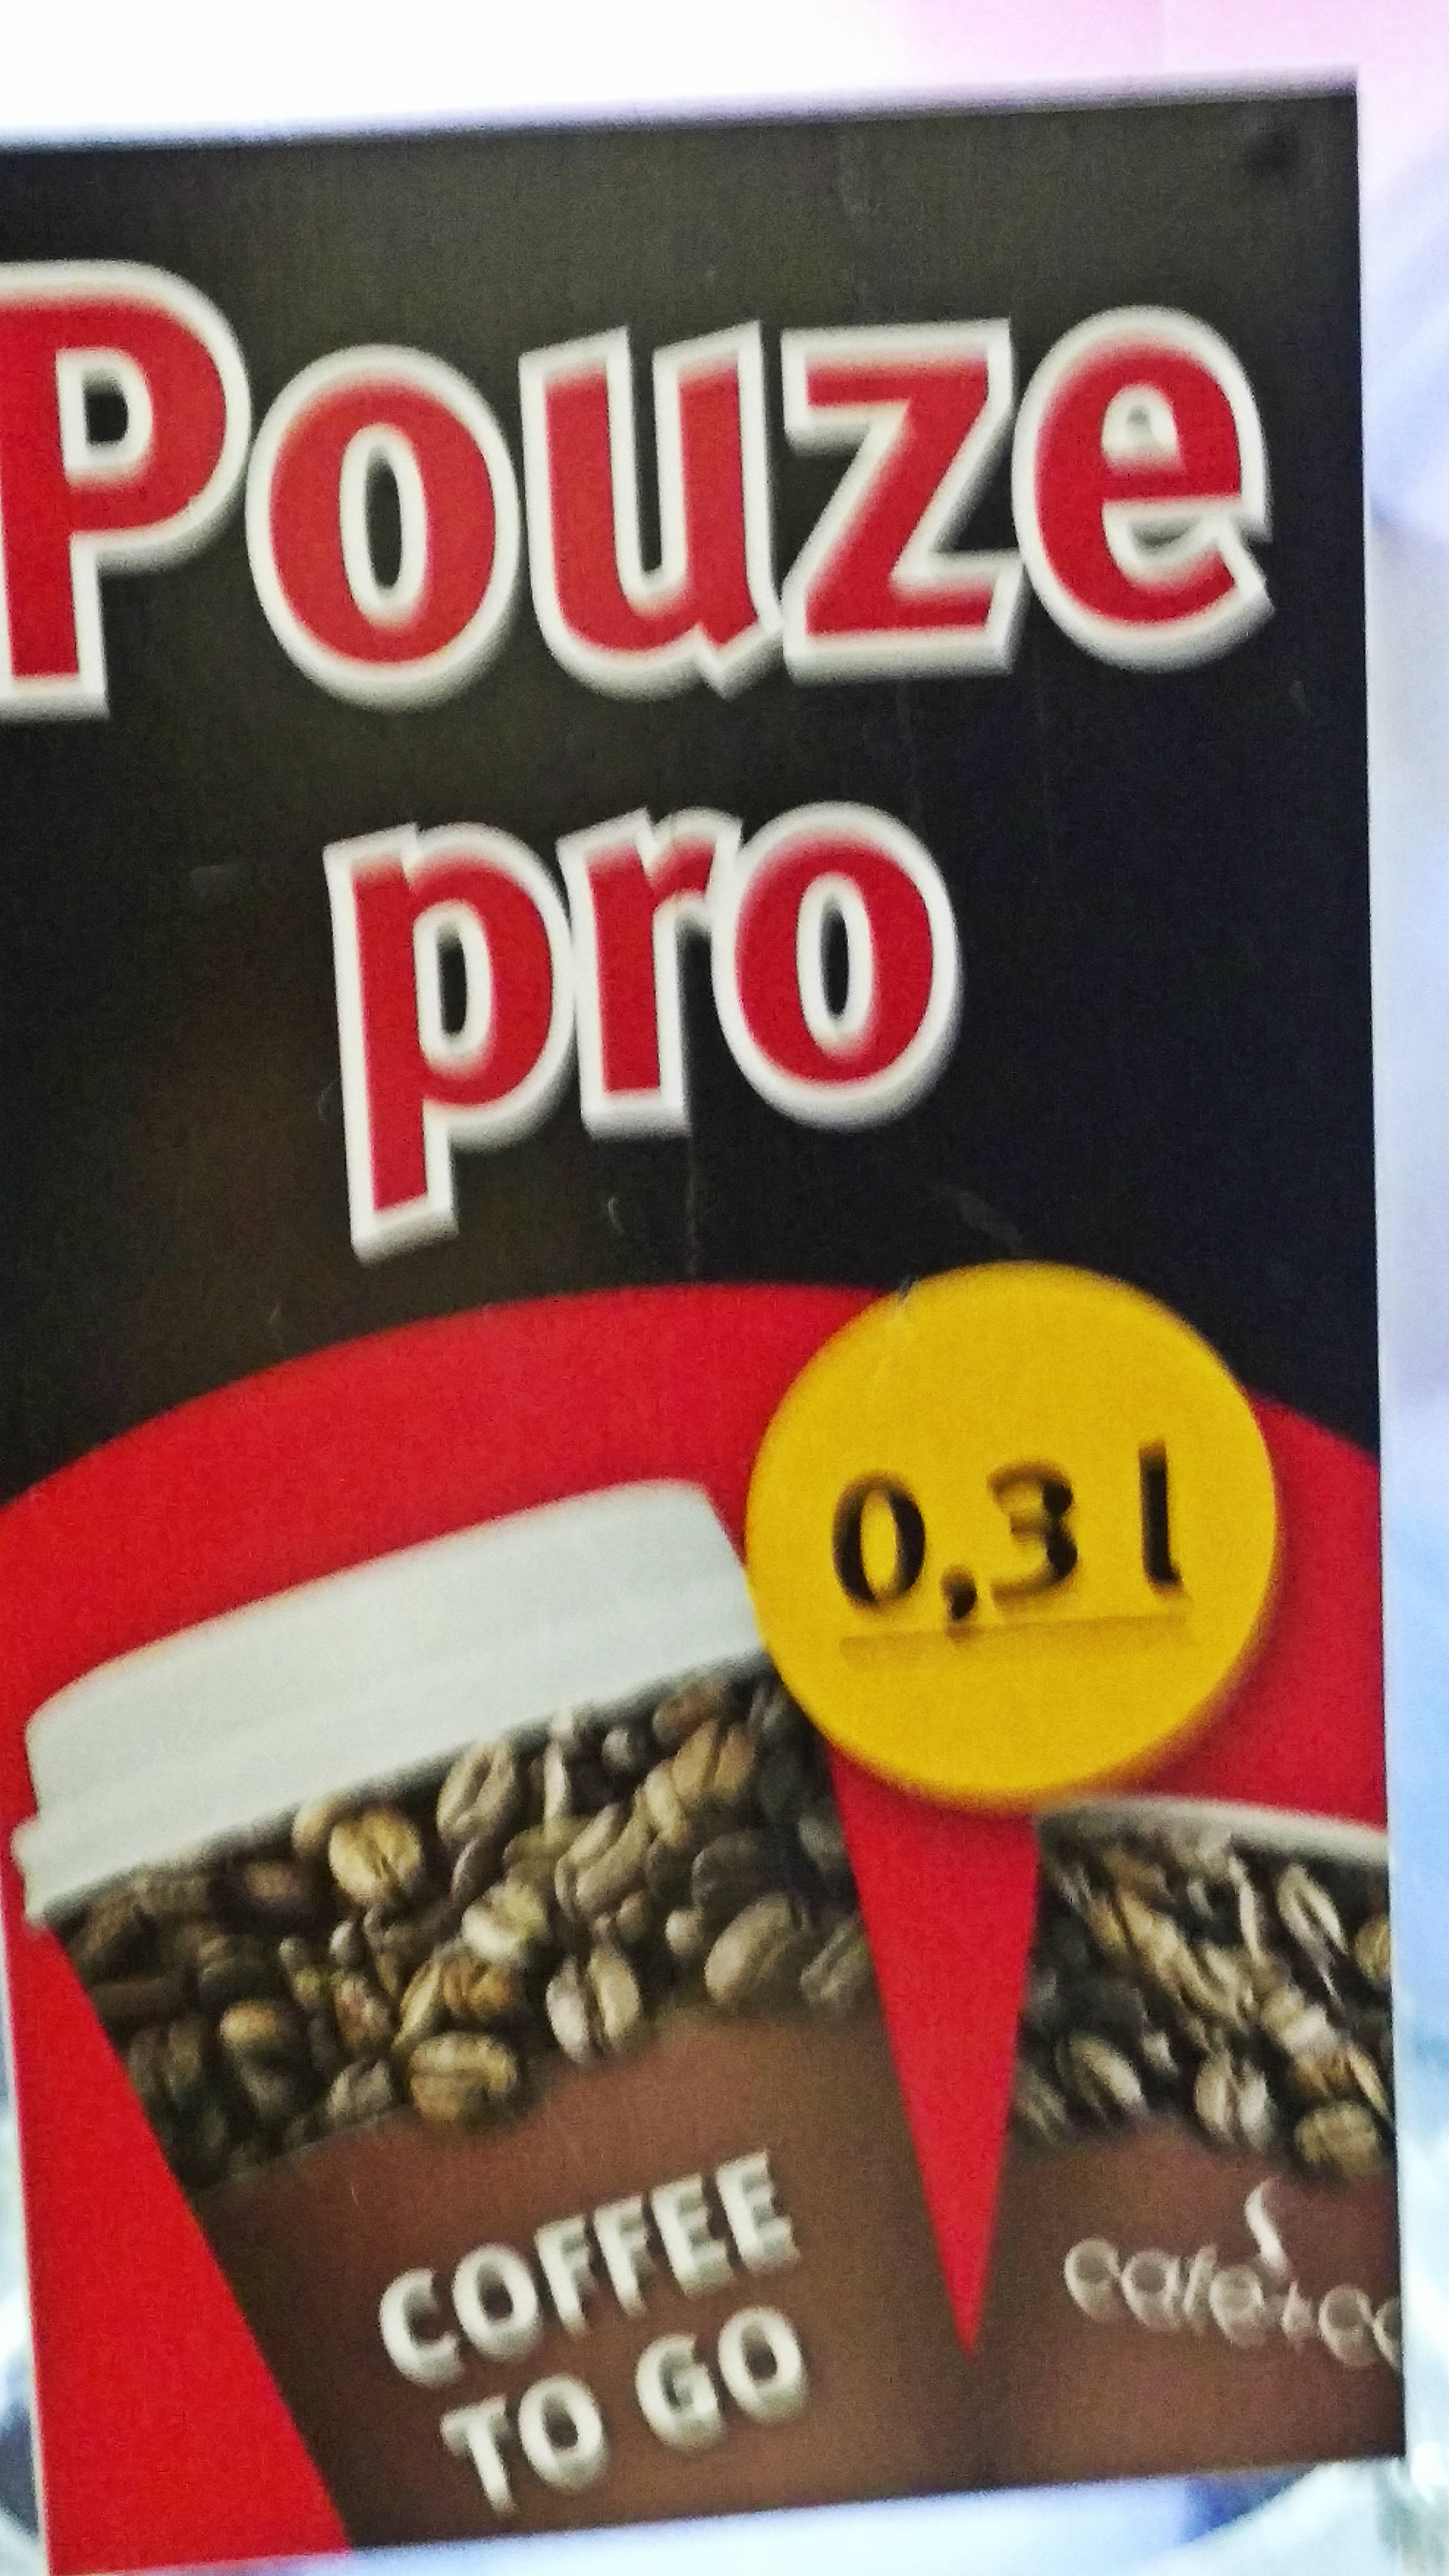 Pouze
pro
0,3 l
COFFEE
TO GO